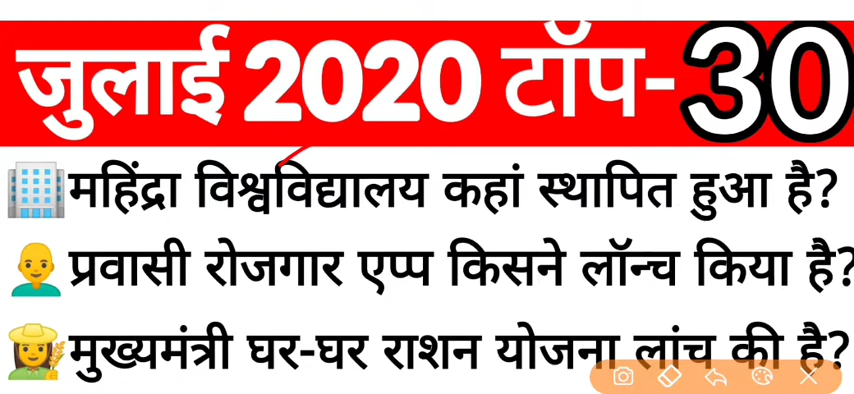 जुलाई 2020 टॉप-30
महिंद्रा विश्वविद्यालय कहां स्थापित हुआ है?
प्रवासी रोजगार एप्प किसने लॉन्च किया है?
मुख्यमंत्री घर-घर राशन योजना लांच की है?